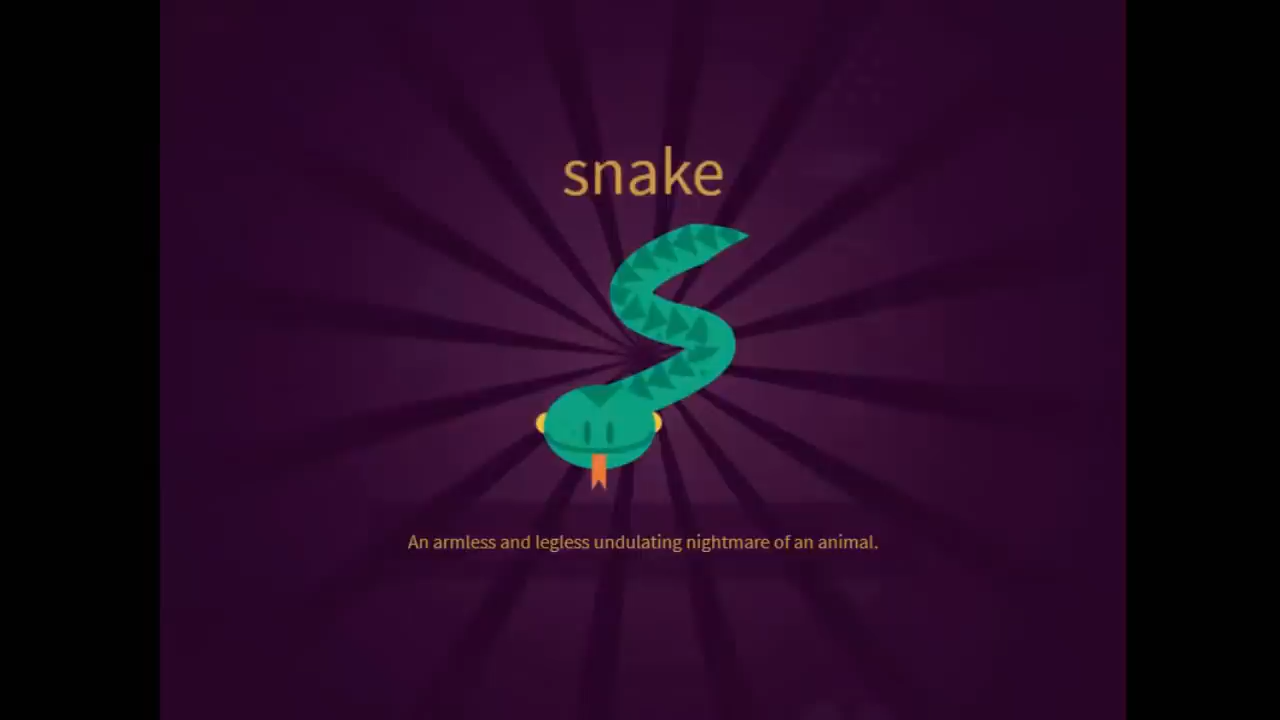 snake
An armless and legless undulating nightmare of an animal.